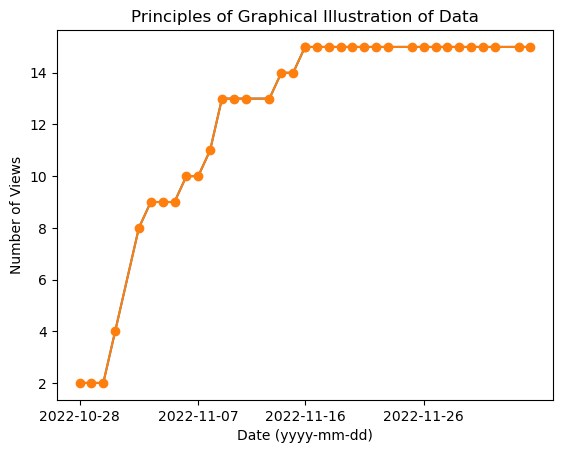 Principles of Graphical Illustration of Data
Number of Views
14
12
10
8
6
4
2
2022-10-28 2022-11-07 2022-11-16 2022-11-26
Date (yyyy-mm-dd)